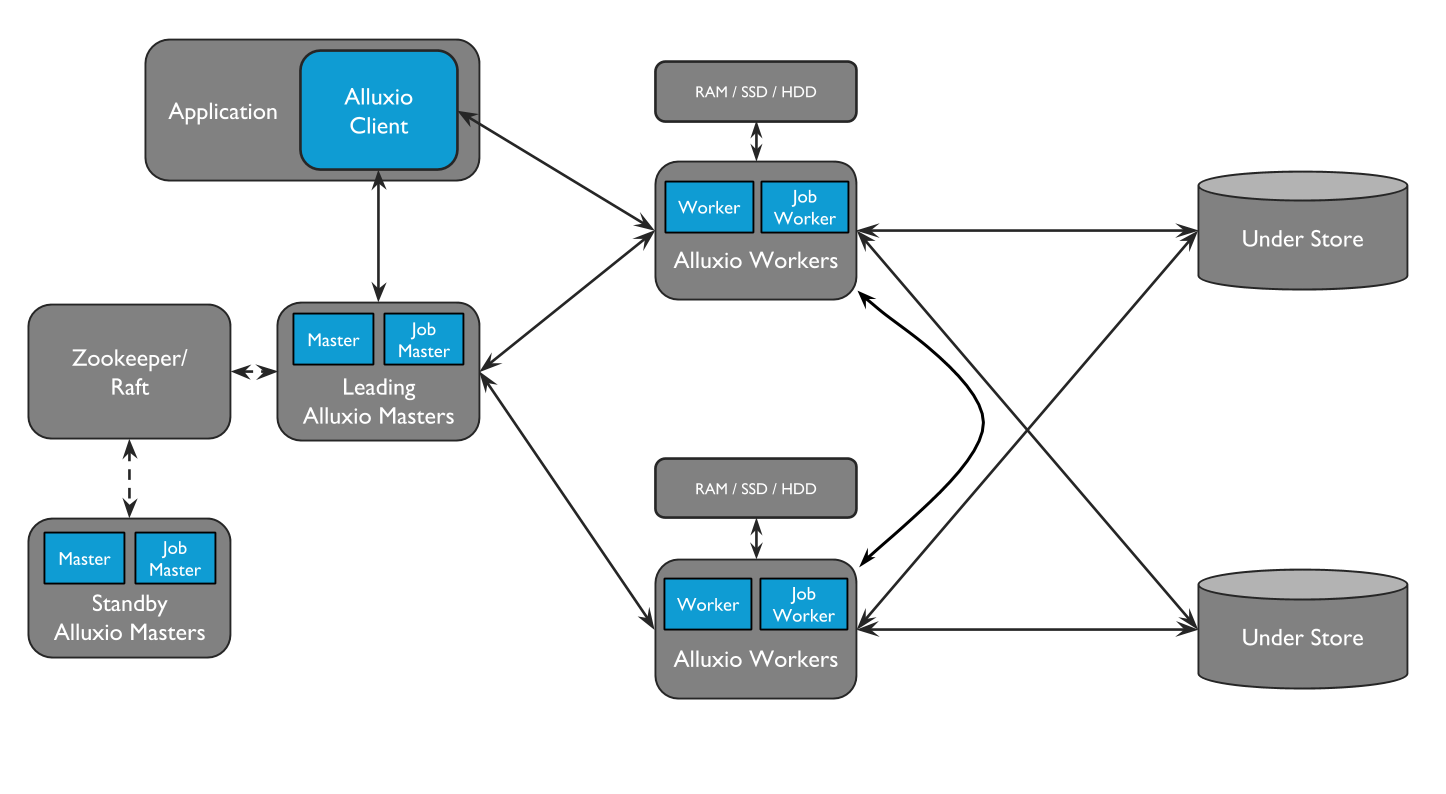 Application
Alluxio
Client
RAM / SSD / HDD
Worker
Job
Worker
Alluxio Workers
Under Store
Zookeeper/
Raft
Master
Job
Master
Leading
Alluxio Masters
RAM / SSD / HDD
Master
Job
Master
Standby
Alluxio Masters
Worker
Job
Worker
Alluxio Workers
Under Store